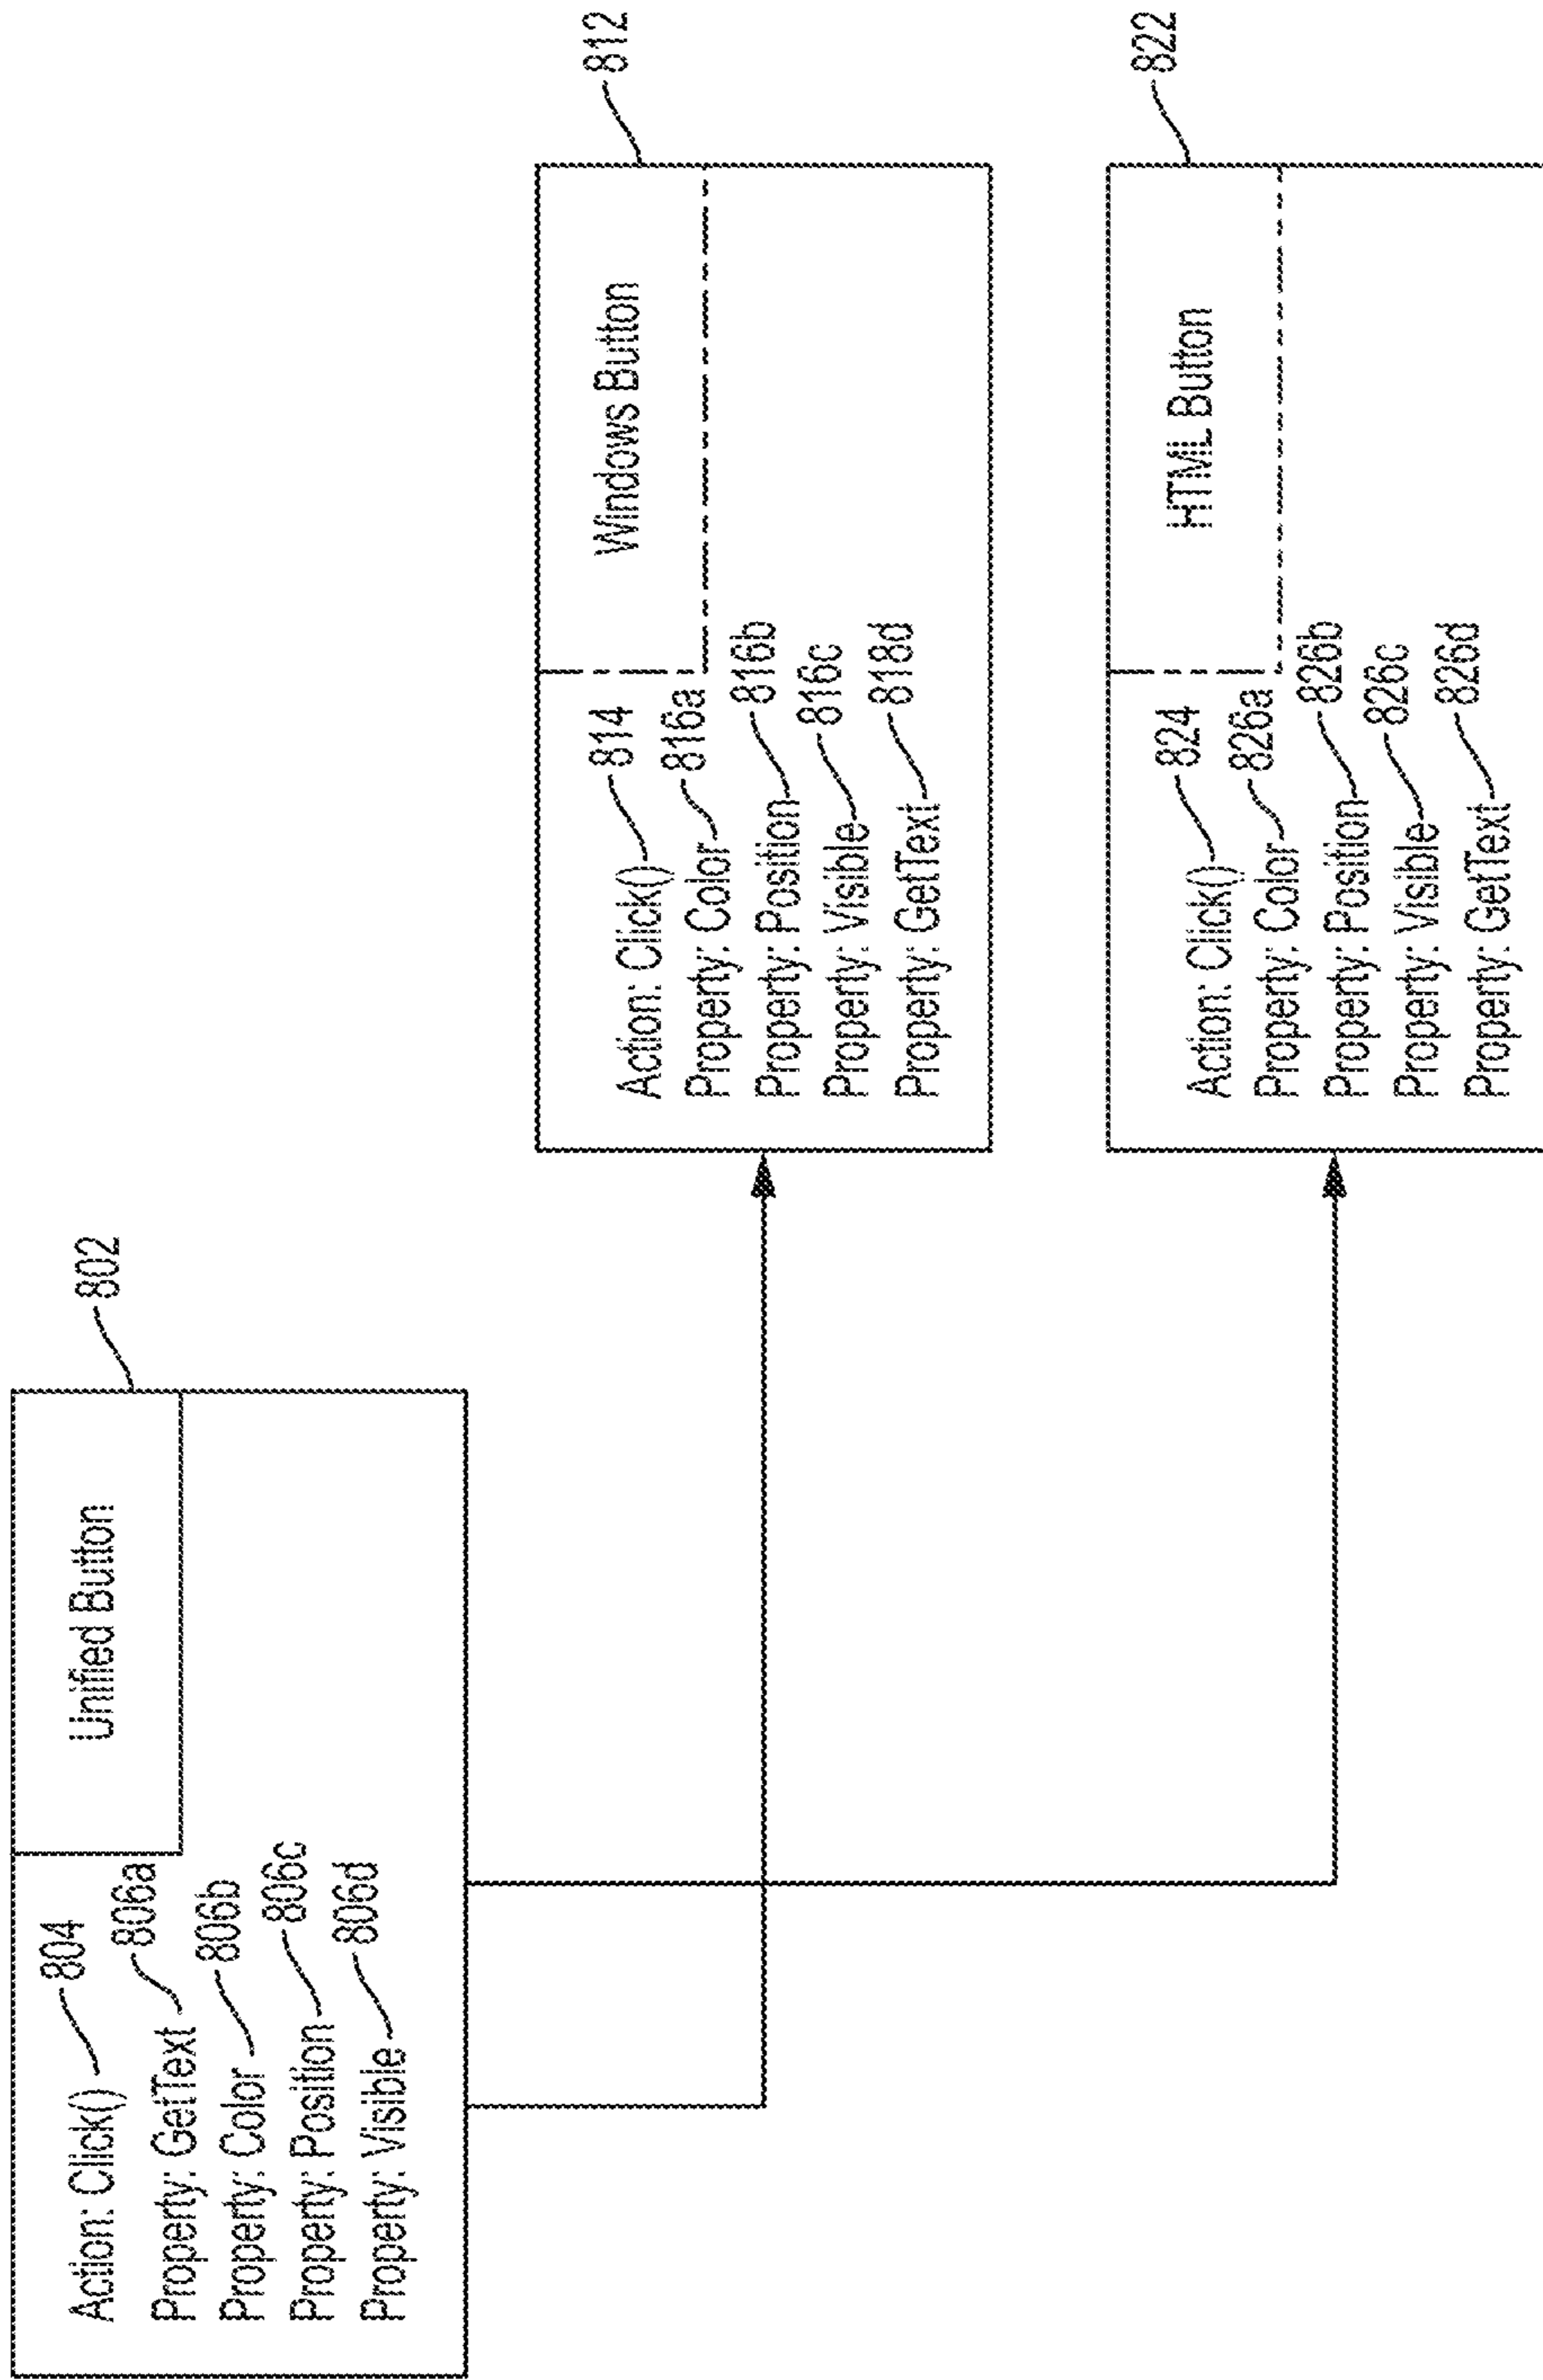 Unified Button
802
Action: Click() 804
Property: GetText 806a
Property: Color 806b
Property: Position 806c
Property: Visible 806d
Windows Button
812
Action: Click() 814
Property: Color 816a
Property: Position 816b
Property: Visible 816c
Property: GetText 818d
HTML Button
822
Action: Click() 824
Property: Color 826a
Property: Position 826b
Property: Visible 826c
Property: GetText 826d